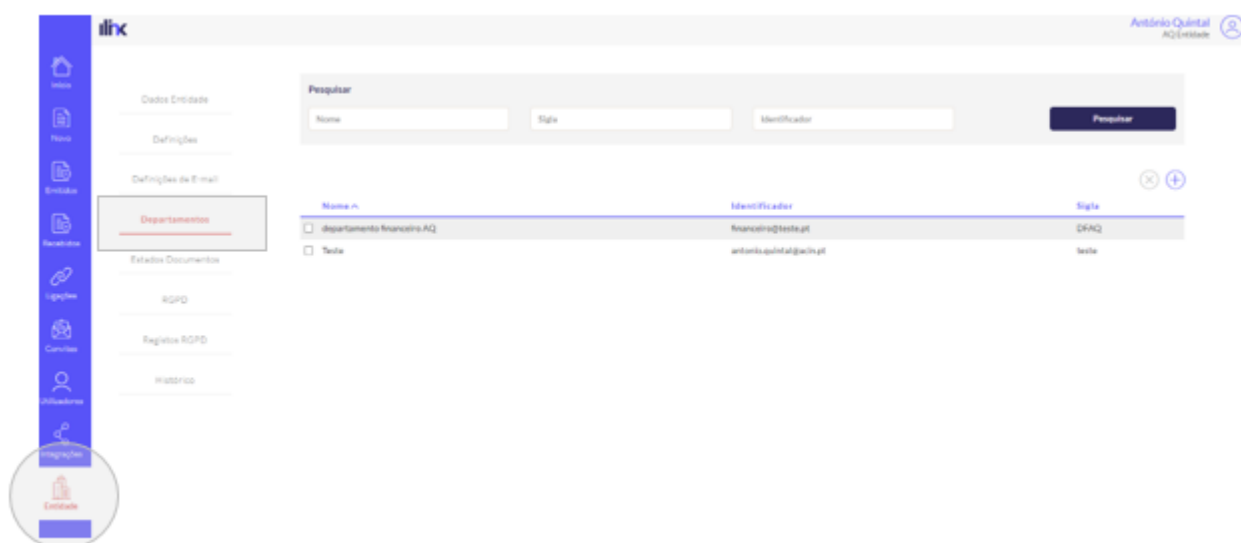 ilinx
António Quintal
AQ Entidade
Início
Novo
Emitidos
Recebidos
Ligações
Convites
Utilizadores
Integrações
Entidade
Dados Entidade
Definições
Definições de E-mail
Departamentos
Estados Documentos
RGPD
Registos RGPD
Histórico
Pesquisar
Nome Sigla Identificador Pesquisar
Nome Identificador Sigla
departamento financeiro AQ financeiro@teste.pt DFAQ
Teste antonio.quintal@acin.pt teste